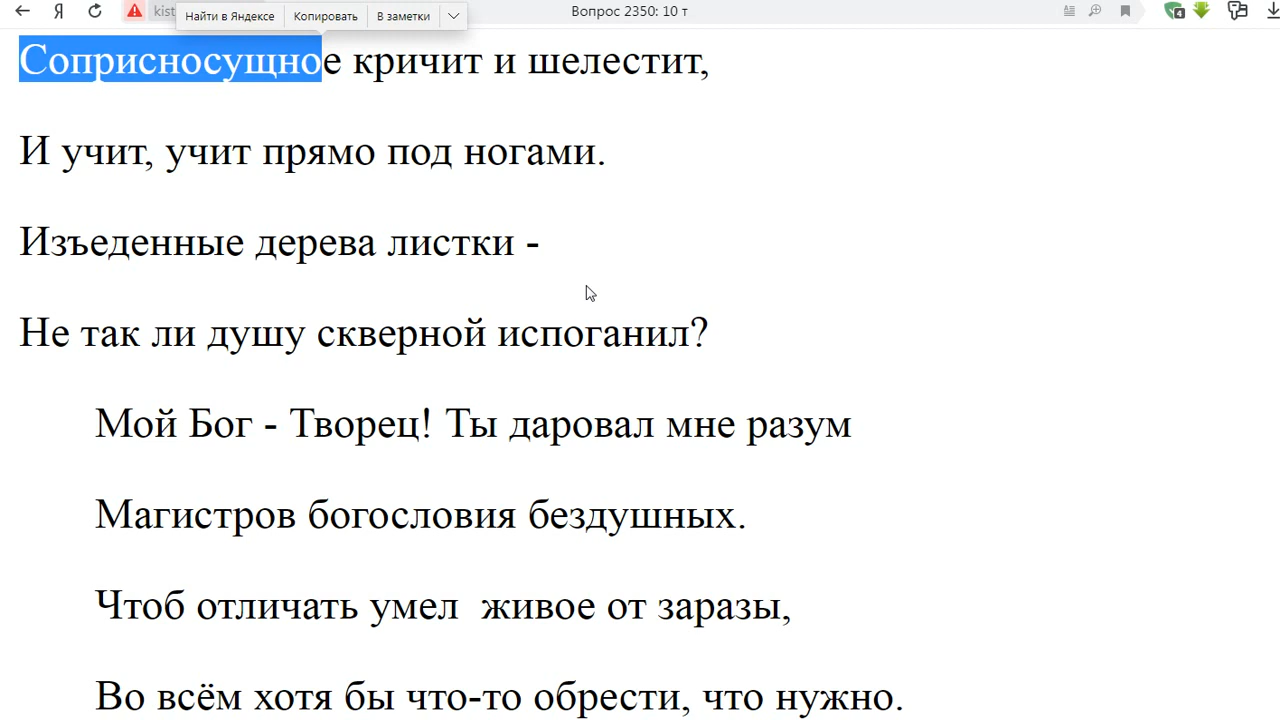 Найти в Яндексе Копировать В заметки
Я kist Вопрос 2350: 10 т 4
Соприсносущное кричит и шелестит,
И учит, учит прямо под ногами.
Изъеденные дерева листки -
Не так ли душу скверной испоганил?
Мой Бог - Творец! Ты даровал мне разум
Магистров богословия бездушных.
Чтоб отличать умел живое от заразы,
Во всём хотя бы что-то обрести, что нужно.